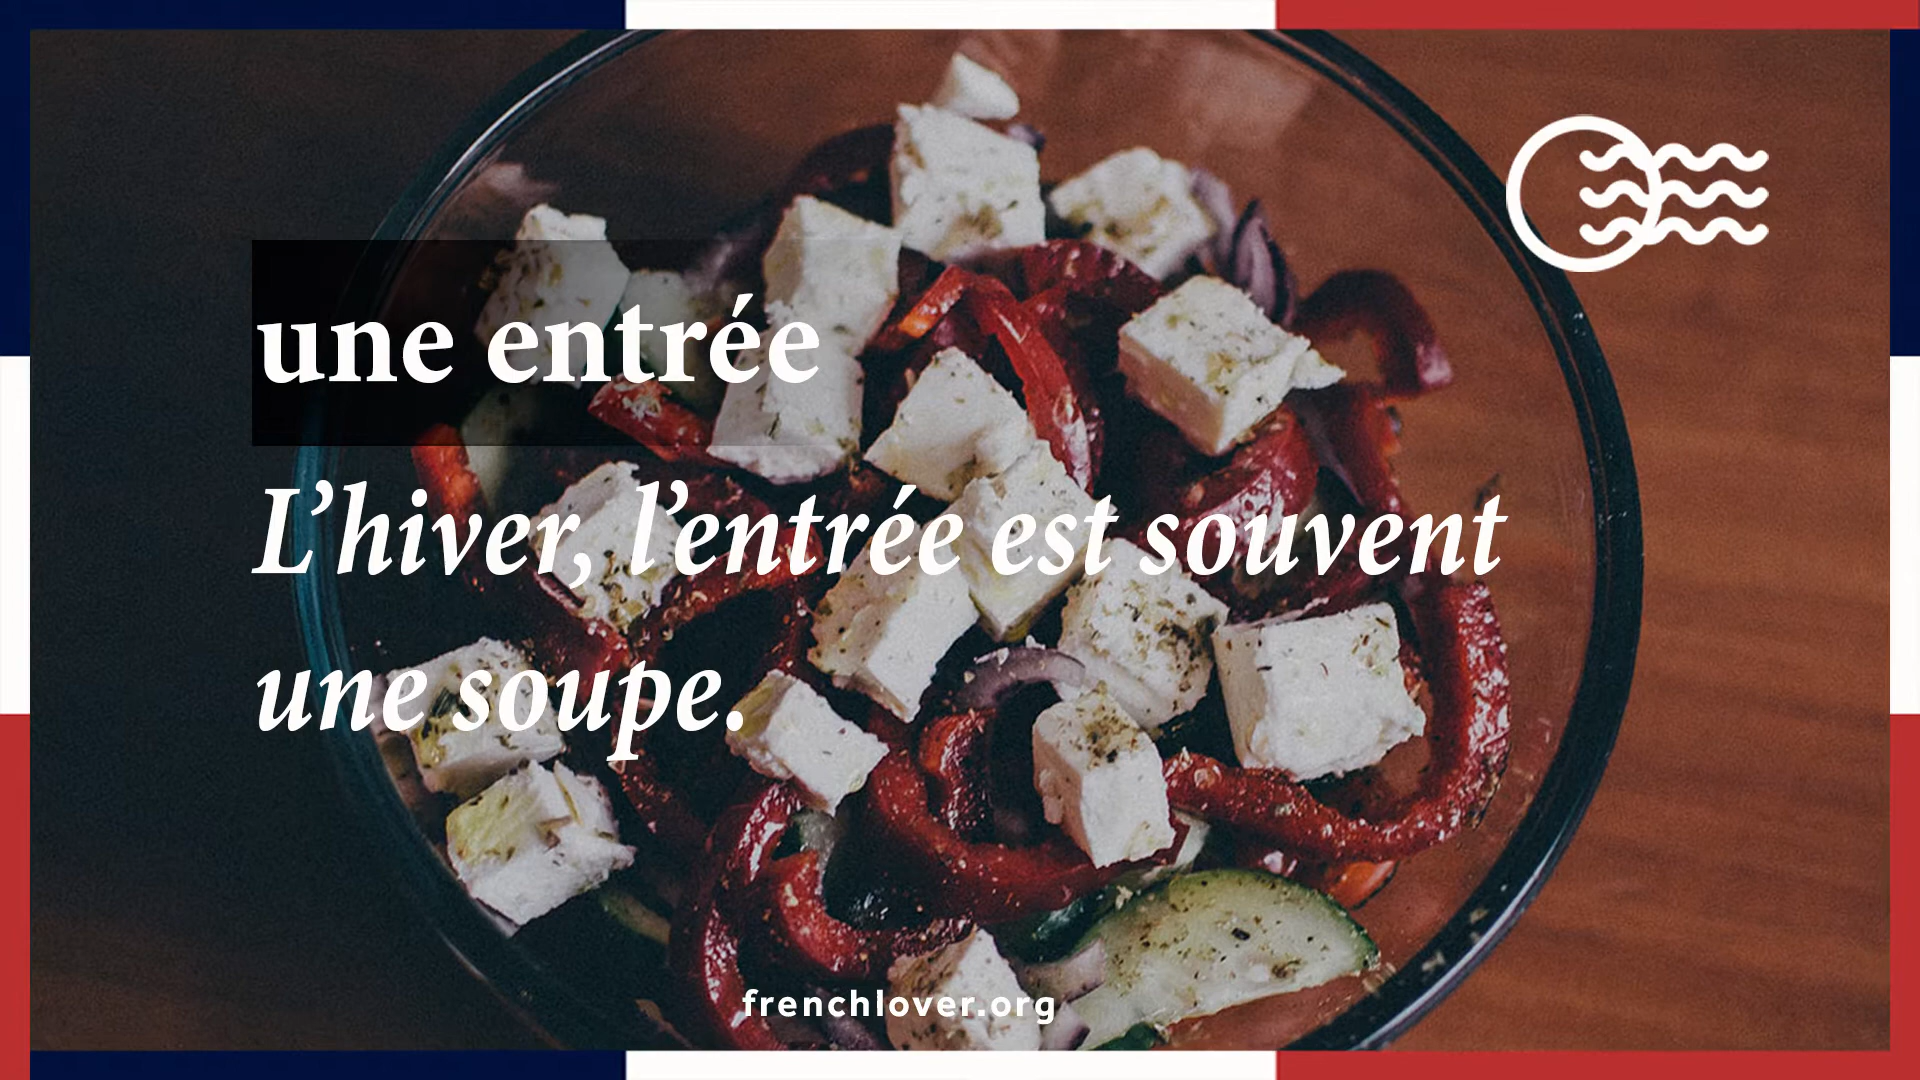 une entrée
L’hiver, l’entrée est souvent
une soupe.
frenchlover.org